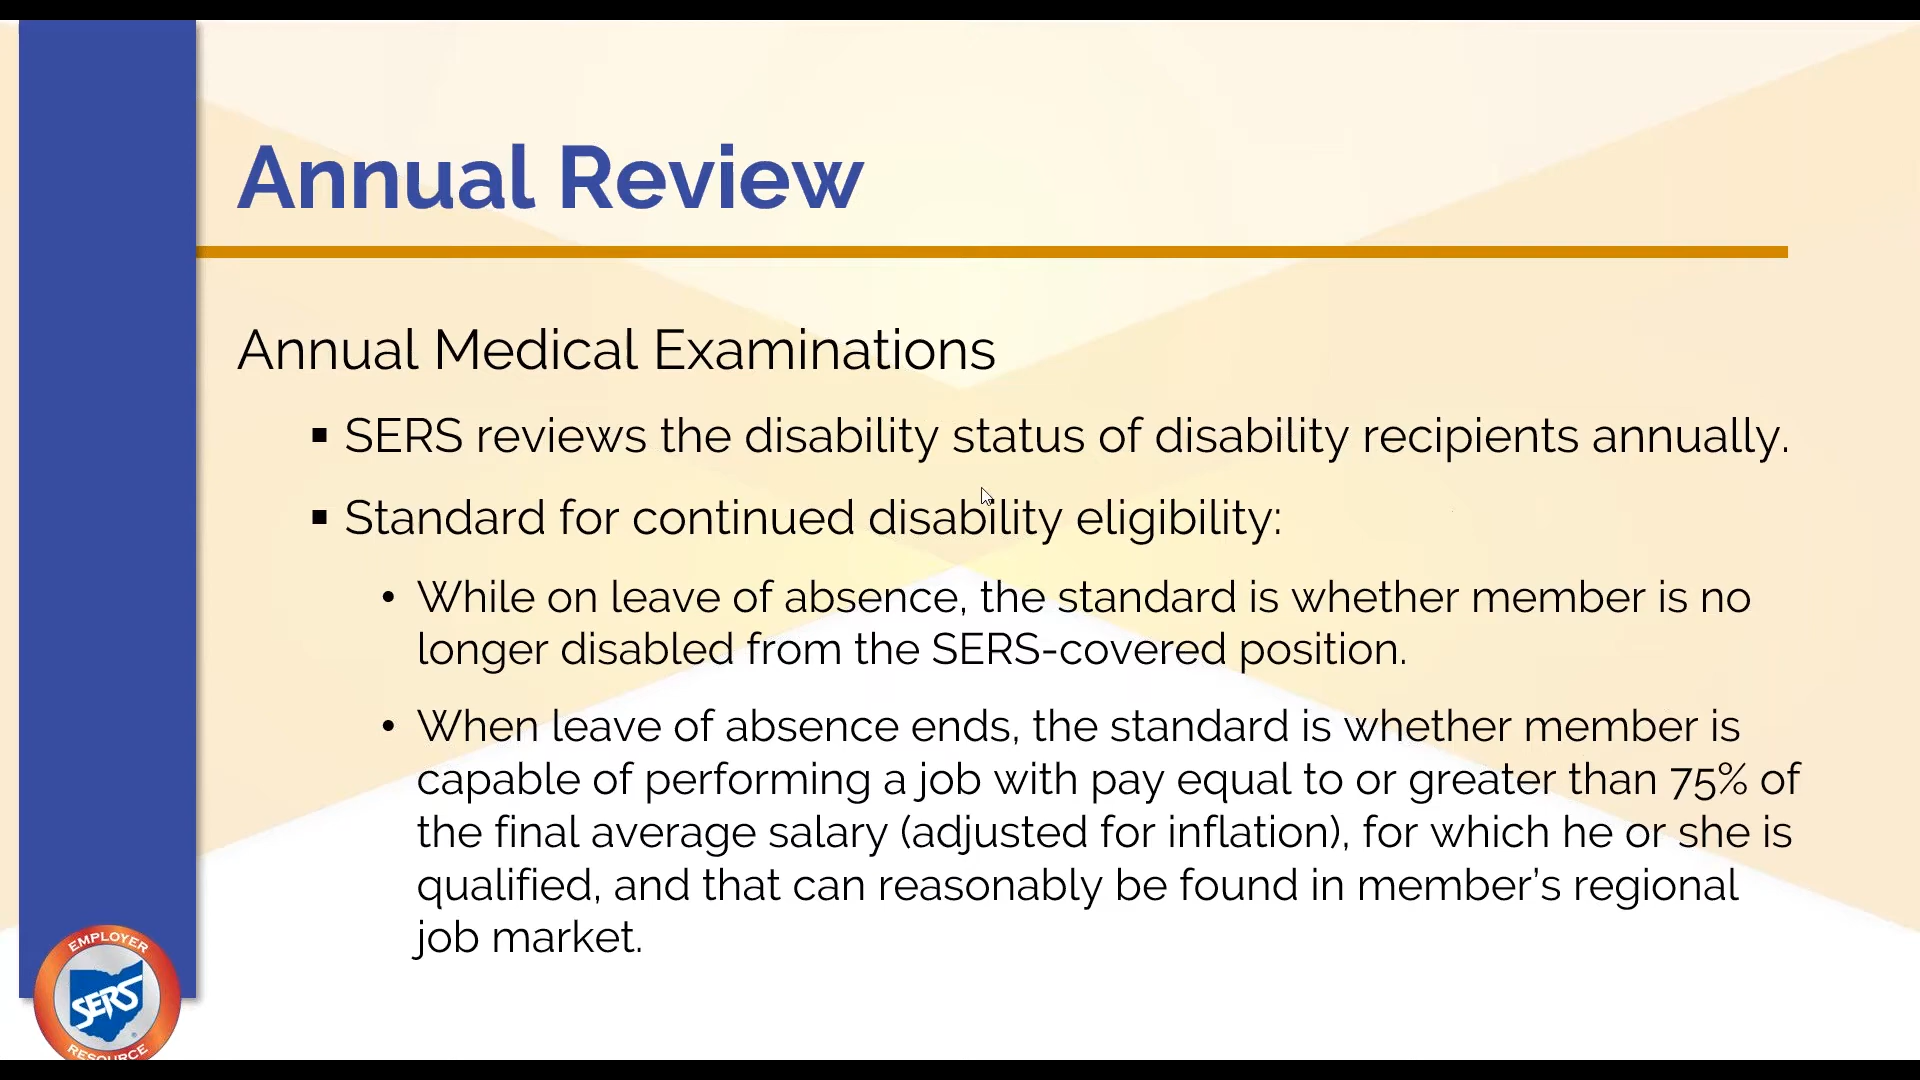 Annual Review
Annual Medical Examinations
▪ SERS reviews the disability status of disability recipients annually.
▪ Standard for continued disability eligibility:
• While on leave of absence, the standard is whether member is no
longer disabled from the SERS-covered position.
• When leave of absence ends, the standard is whether member is
capable of performing a job with pay equal to or greater than 75% of
the final average salary (adjusted for inflation), for which he or she is
qualified, and that can reasonably be found in member’s regional
job market.
EMPLOYER
SERS
®
RESOURCE